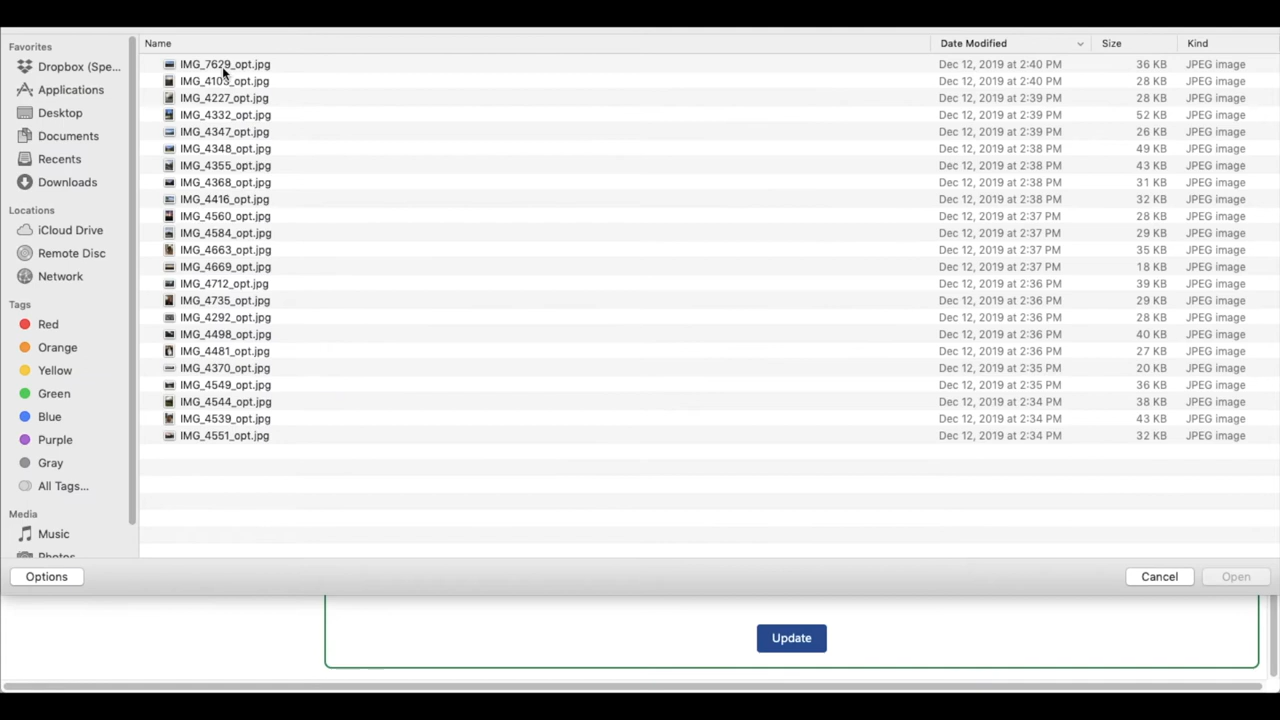 Favorites
Dropbox (Spe...
Applications
Desktop
Documents
Recents
Downloads
Locations
iCloud Drive
Remote Disc
Network
Tags
Red
Orange
Yellow
Green
Blue
Purple
Gray
All Tags...
Media
Music
Photos
Name Date Modified Size Kind
IMG_7629_opt.jpg Dec 12, 2019 at 2:40 PM 36 KB JPEG image
IMG_4103_opt.jpg Dec 12, 2019 at 2:40 PM 28 KB JPEG image
IMG_4227_opt.jpg Dec 12, 2019 at 2:39 PM 28 KB JPEG image
IMG_4332_opt.jpg Dec 12, 2019 at 2:39 PM 52 KB JPEG image
IMG_4347_opt.jpg Dec 12, 2019 at 2:39 PM 26 KB JPEG image
IMG_4348_opt.jpg Dec 12, 2019 at 2:38 PM 49 KB JPEG image
IMG_4355_opt.jpg Dec 12, 2019 at 2:38 PM 43 KB JPEG image
IMG_4368_opt.jpg Dec 12, 2019 at 2:38 PM 31 KB JPEG image
IMG_4416_opt.jpg Dec 12, 2019 at 2:38 PM 32 KB JPEG image
IMG_4560_opt.jpg Dec 12, 2019 at 2:37 PM 28 KB JPEG image
IMG_4584_opt.jpg Dec 12, 2019 at 2:37 PM 29 KB JPEG image
IMG_4663_opt.jpg Dec 12, 2019 at 2:37 PM 35 KB JPEG image
IMG_4669_opt.jpg Dec 12, 2019 at 2:37 PM 18 KB JPEG image
IMG_4712_opt.jpg Dec 12, 2019 at 2:36 PM 39 KB JPEG image
IMG_4735_opt.jpg Dec 12, 2019 at 2:36 PM 29 KB JPEG image
IMG_4292_opt.jpg Dec 12, 2019 at 2:36 PM 28 KB JPEG image
IMG_4498_opt.jpg Dec 12, 2019 at 2:36 PM 40 KB JPEG image
IMG_4481_opt.jpg Dec 12, 2019 at 2:36 PM 27 KB JPEG image
IMG_4370_opt.jpg Dec 12, 2019 at 2:35 PM 20 KB JPEG image
IMG_4549_opt.jpg Dec 12, 2019 at 2:35 PM 36 KB JPEG image
IMG_4544_opt.jpg Dec 12, 2019 at 2:34 PM 38 KB JPEG image
IMG_4539_opt.jpg Dec 12, 2019 at 2:34 PM 43 KB JPEG image
IMG_4551_opt.jpg Dec 12, 2019 at 2:34 PM 32 KB JPEG image
Options Cancel Open
Update